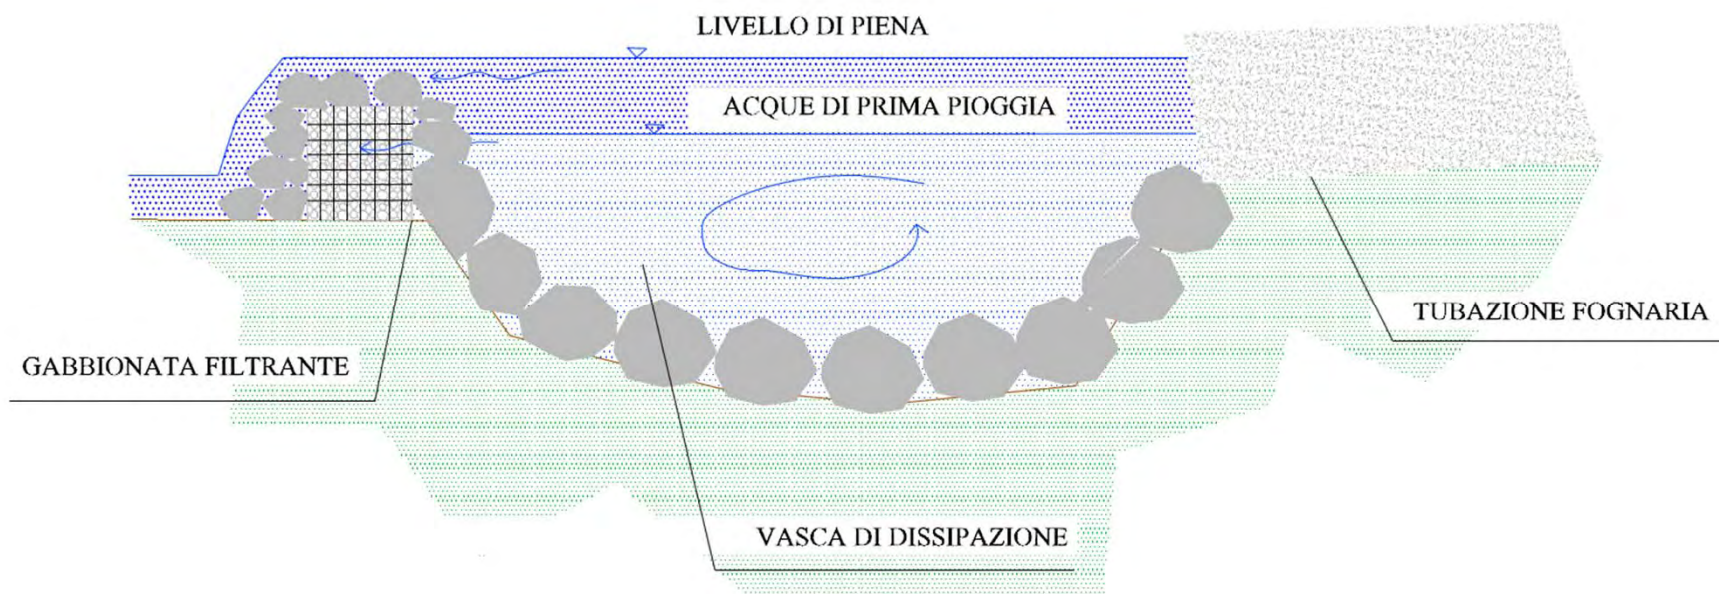 LIVELLO DI PIENA
ACQUE DI PRIMA PIOGGIA
TUBAZIONE FOGNARIA
GABBIONATA FILTRANTE
VASCA DI DISSIPAZIONE